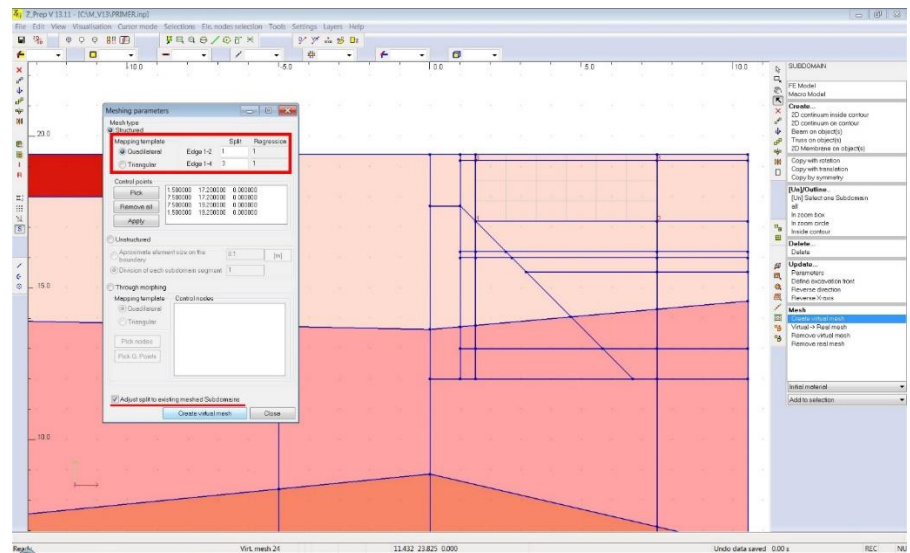 Z_Prep V 13.11 - [C:\M_V13\PRIMER.inp]
File Edit View Visualisation Cursor mode Selections Ele. nodes selection Tools Settings Layers Help
-10.0 -5.0 0.0 5.0 10.0
20.0
15.0
10.0
Meshing parameters
Mesh type
Structured
Mapping template Split Regression
Quadrilateral Edge 1-2 1 1
Triangular Edge 1-4 3 1
Control points
Pick
Remove all
Apply
1.500000 17.200000 0.000000
7.500000 17.200000 0.000000
7.500000 19.200000 0.000000
1.500000 19.200000 0.000000
Unstructured
Aproximate element size on the boundary 0.1 [m]
Division of each subdomain segment 1
Through morphing
Mapping template Control nodes
Quadrilateral
Triangular
Pick nodes
Pick G. Points
Adjust split to existing meshed Subdomains
Create virtual mesh Close
SUBDOMAIN
FE Model
Macro Model
Create...
2D continuum inside contour
2D continuum on contour
Beam on object(s)
Truss on object(s)
2D Membrane on object(s)
Copy with rotation
Copy with translation
Copy by symmetry
[Un]/Outline...
[Un] Select one Subdomain
all
In zoom box
In zoom circle
Inside contour
Delete...
Delete
Update...
Parameters
Define excavation front
Reverse direction
Reverse X-axis
Mesh
Create virtual mesh
Virtual -> Real mesh
Remove virtual mesh
Remove real mesh
Initial material
Add to selection
Ready, Virt. mesh 24 11.432 23.825 0.000 Undo data saved 0.00 s REC NU